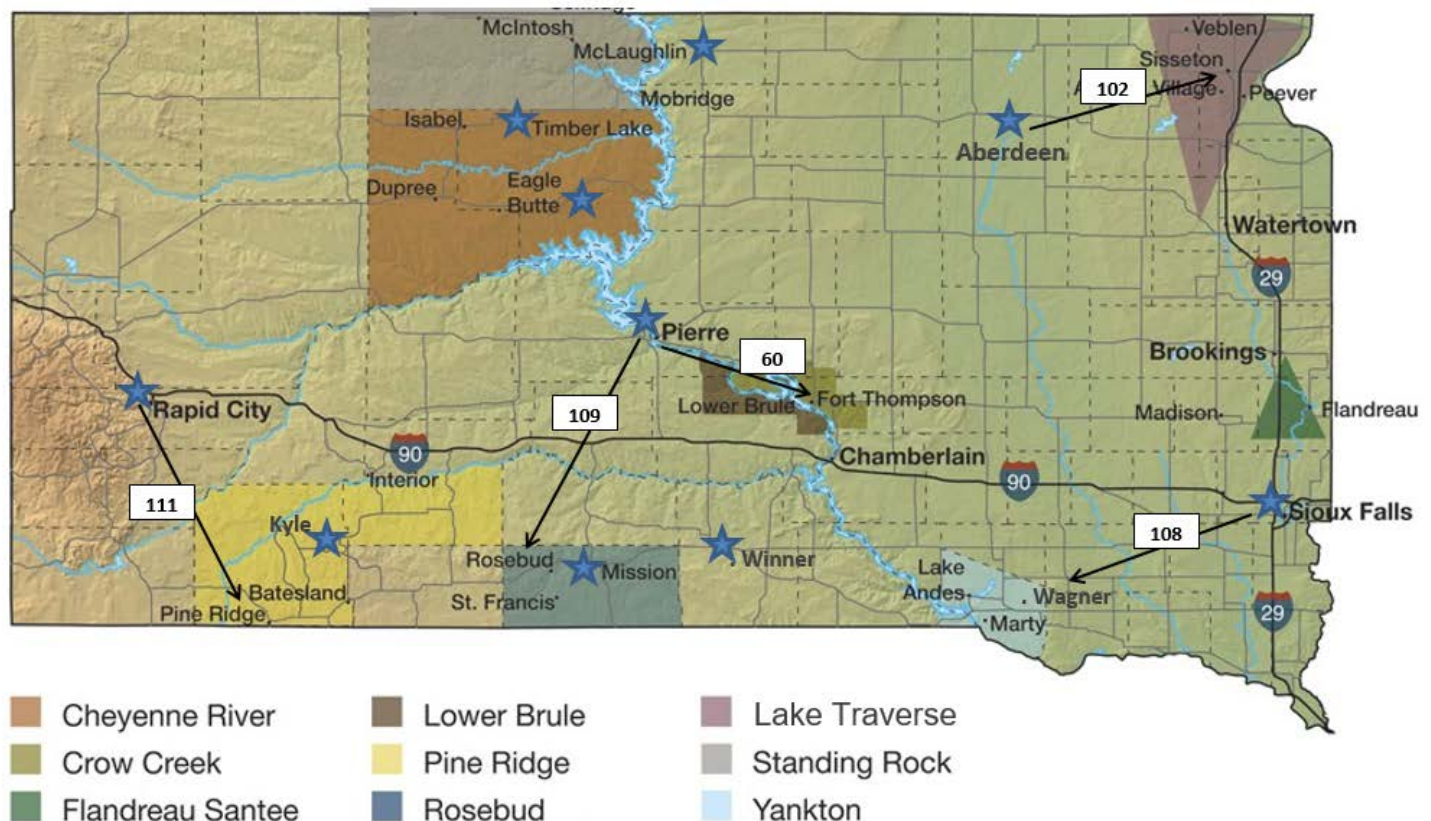 McIntosh
McLaughlin
Veblen
Sisseton
Village
Peever
102
Mobridge
Isabel
Timber Lake
Aberdeen
Dupree
Eagle
Butte
Watertown
29
Pierre
60
Brookings
Rapid City
109
Lower Brule
Fort Thompson
Madison
Flandreau
90
Chamberlain
Interior
90
111
Kyle
Sioux Falls
108
Rosebud
Mission
Winner
Lake
Andes
Wagner
Batesland
St. Francis
Pine Ridge
Marty
29
Cheyenne River
Lower Brule
Lake Traverse
Crow Creek
Pine Ridge
Standing Rock
Flandreau Santee
Rosebud
Yankton